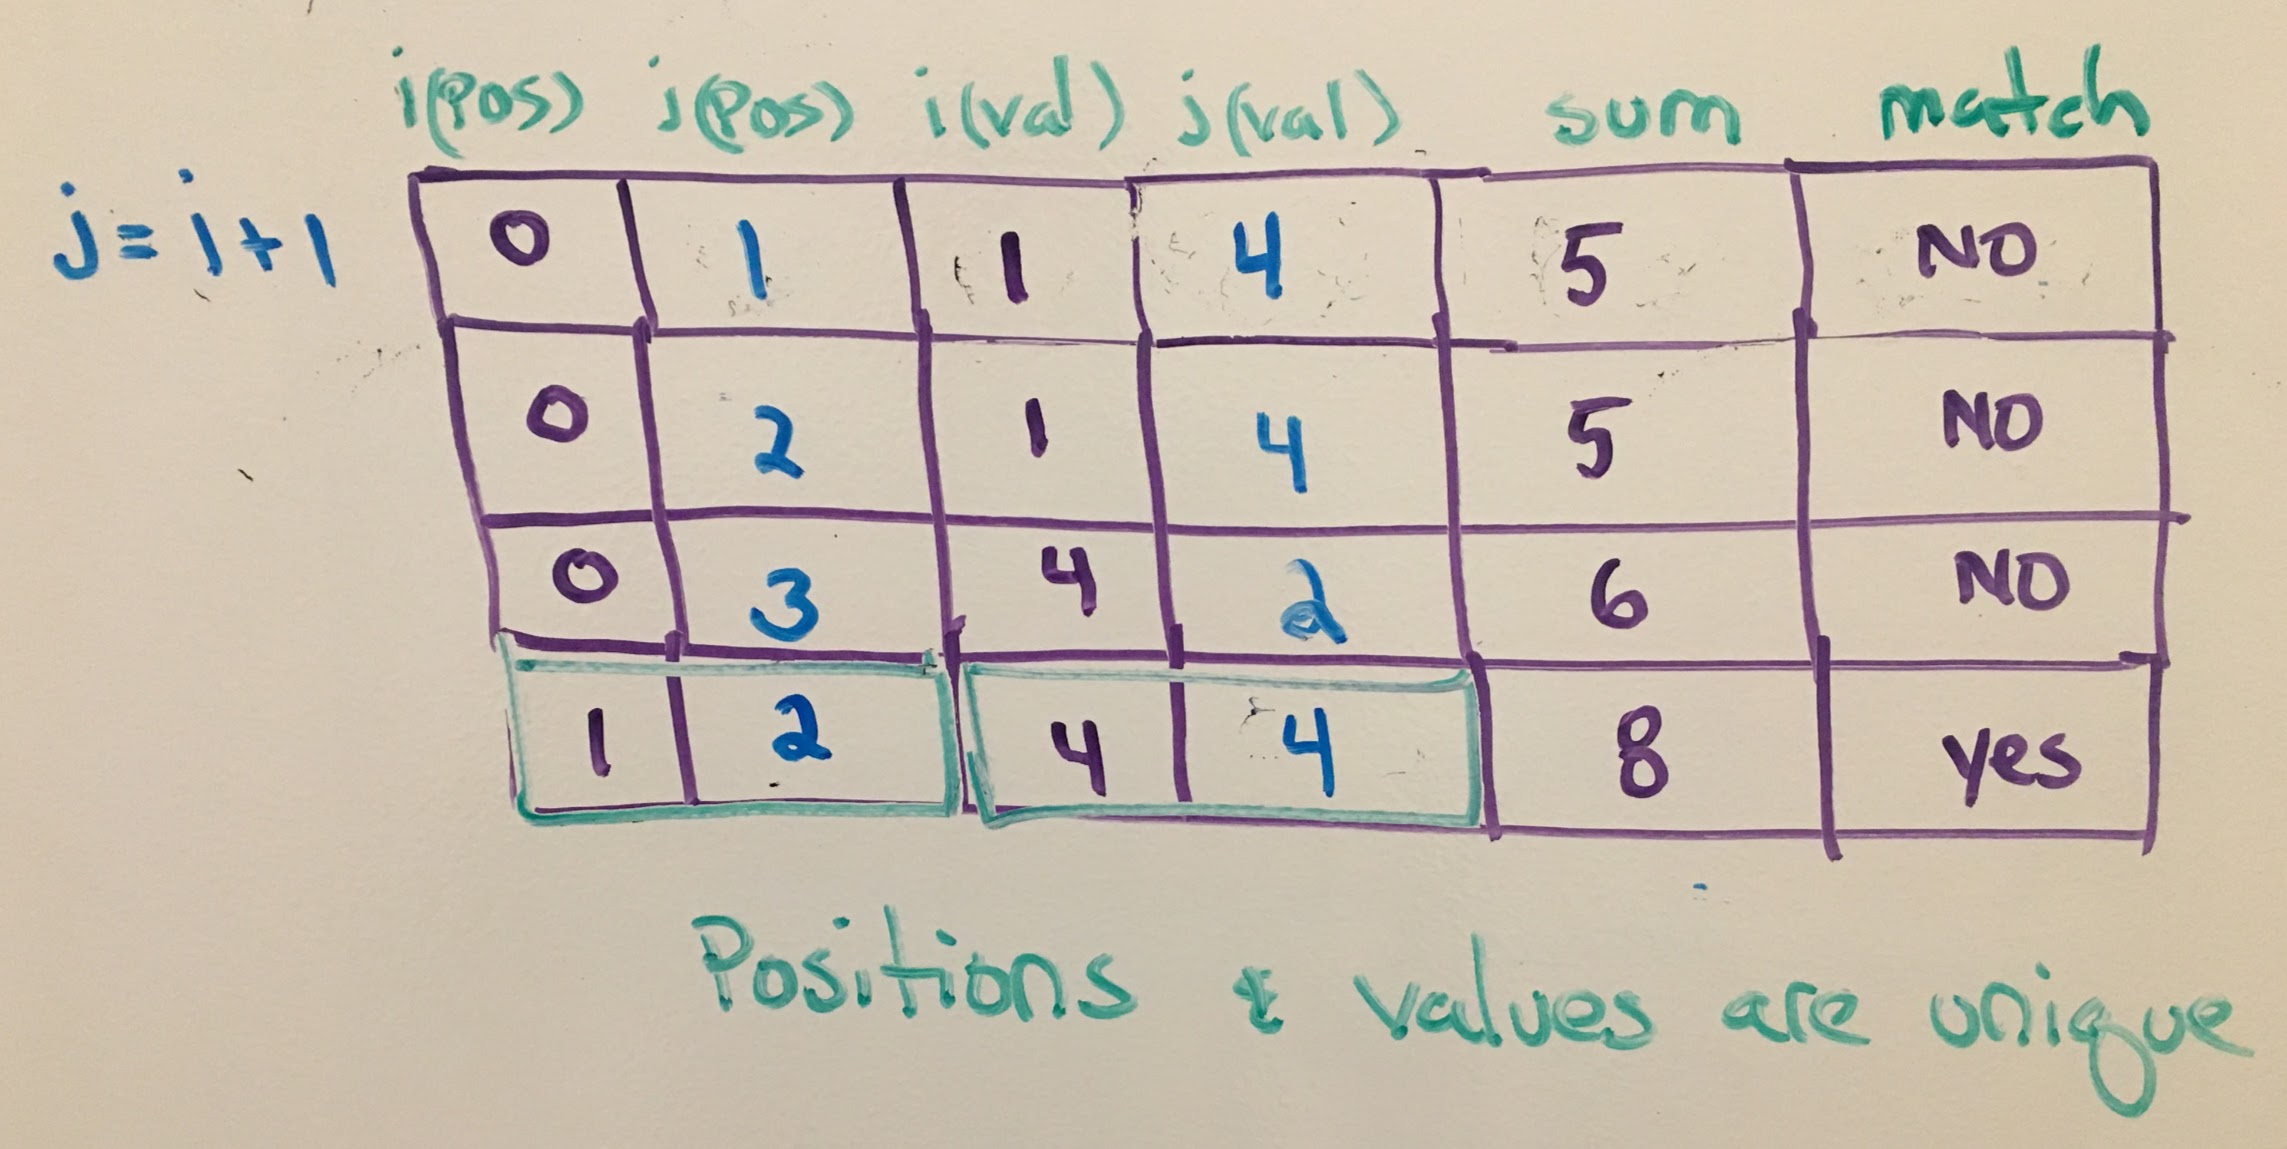 i(Pos) j(Pos) i(val) j(val) sum match
j = i + 1 0 1 1 4 5 NO
0 2 1 4 5 NO
0 3 4 2 6 NO
1 2 4 4 8 yes
Positions & values are unique